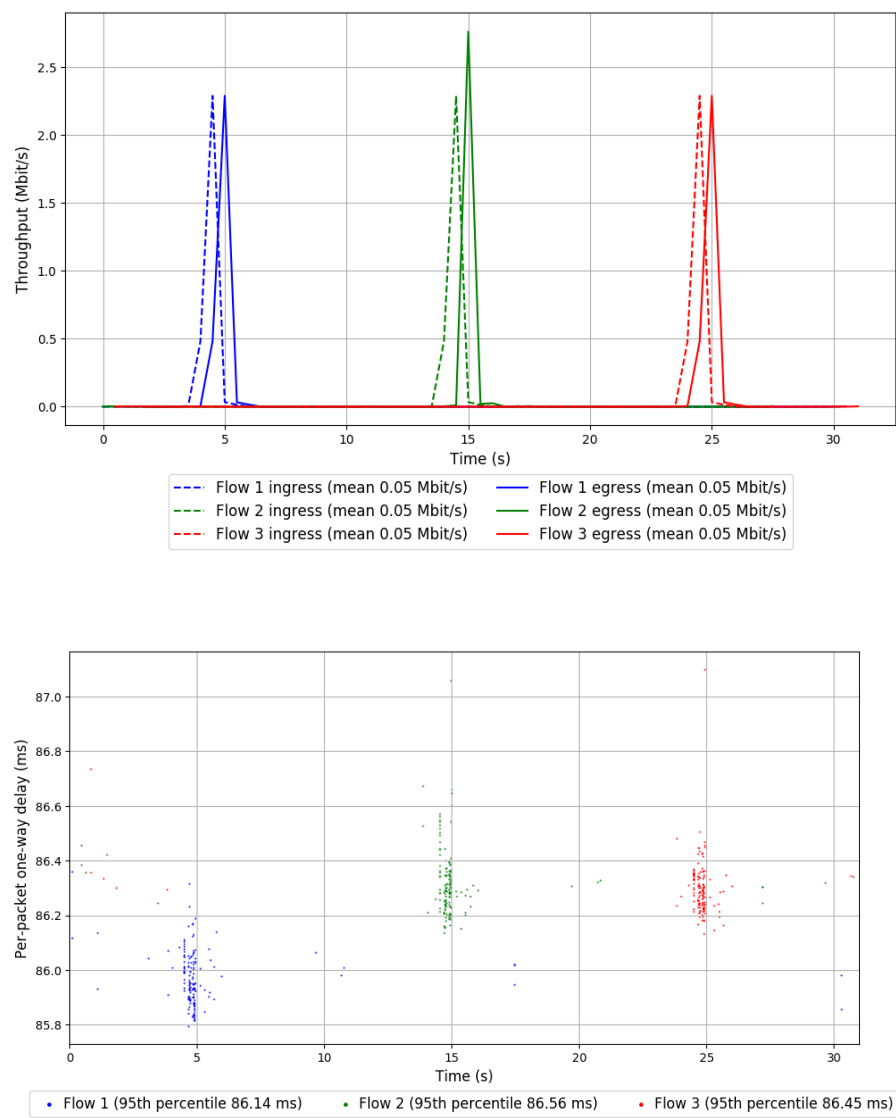 2.5
2.0
1.5
1.0
0.5
0.0
Throughput (Mbit/s)
0 5 10 15 20 25 30
Time (s)
Flow 1 ingress (mean 0.05 Mbit/s) Flow 1 egress (mean 0.05 Mbit/s)
Flow 2 ingress (mean 0.05 Mbit/s) Flow 2 egress (mean 0.05 Mbit/s)
Flow 3 ingress (mean 0.05 Mbit/s) Flow 3 egress (mean 0.05 Mbit/s)
87.0
86.8
86.6
86.4
86.2
86.0
85.8
Per-packet one-way delay (ms)
0 5 10 15 20 25 30
Time (s)
Flow 1 (95th percentile 86.14 ms) Flow 2 (95th percentile 86.56 ms) Flow 3 (95th percentile 86.45 ms)